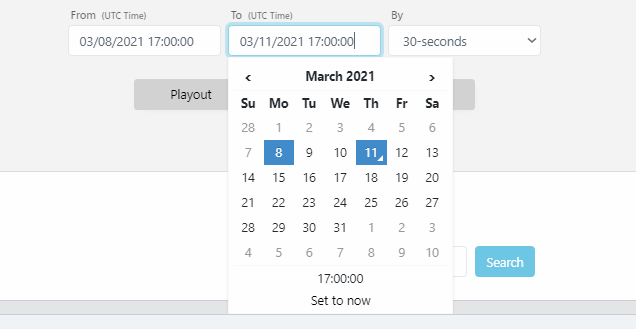 From (UTC Time) To (UTC Time) By
03/08/2021 17:00:00 03/11/2021 17:00:00 30-seconds
‹ March 2021 ›
Playout
Su Mo Tu We Th Fr Sa
28 1 2 3 4 5 6
7 8 9 10 11 12 13
14 15 16 17 18 19 20
21 22 23 24 25 26 27
28 29 30 31 1 2 3
4 5 6 7 8 9 10
Search
17:00:00
Set to now